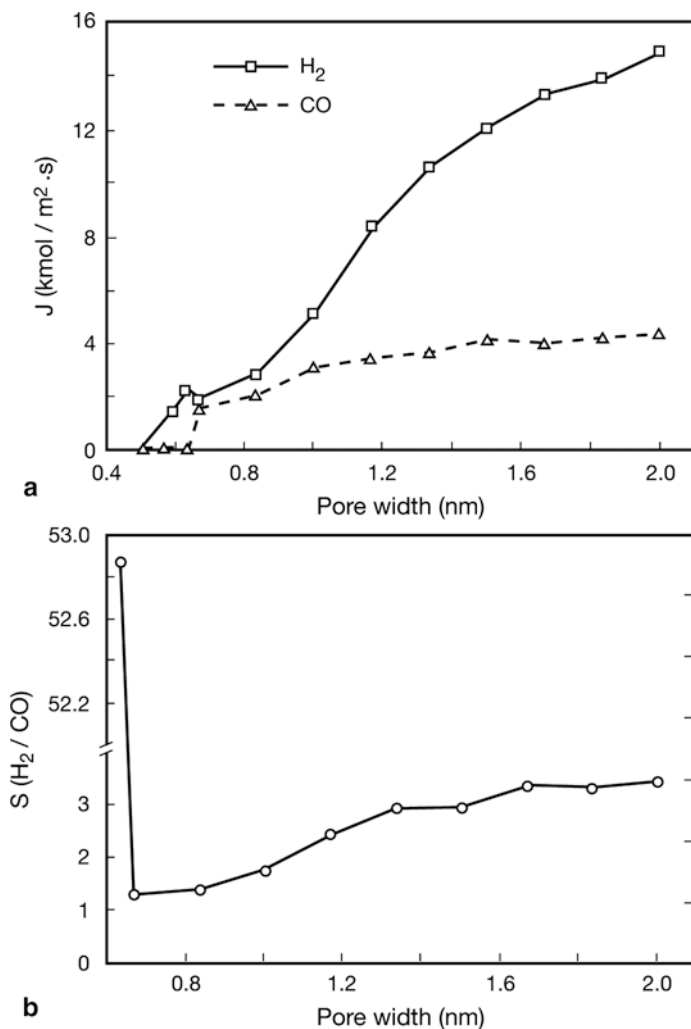 16
H₂
CO
12
8
4
0
J (kmol / m² ·s)
0.4 0.8 1.2 1.6 2.0
a
Pore width (nm)
53.0
52.6
52.2
3
2
1
0
S (H₂ / CO)
0.8 1.2 1.6 2.0
b
Pore width (nm)